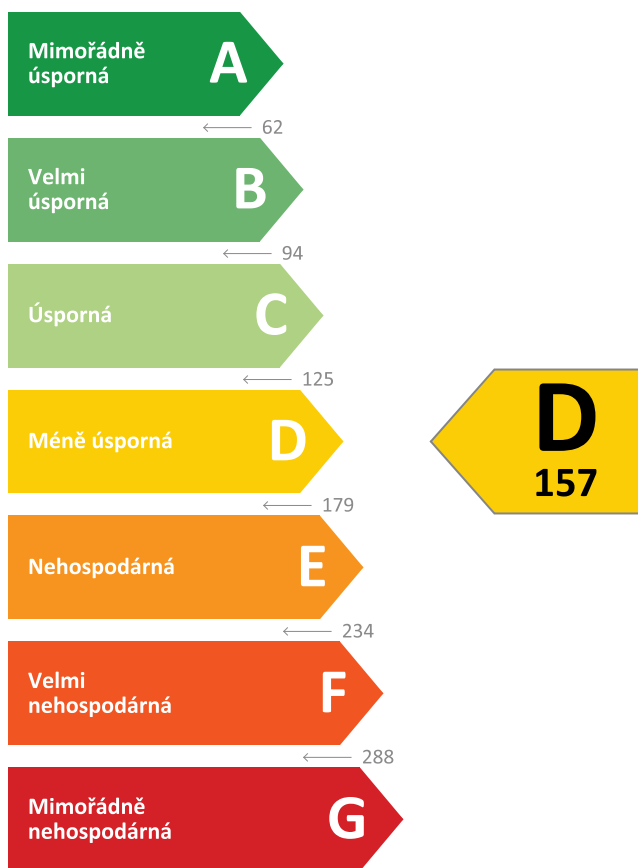 Mimořádně
úsporná
A
62
Velmi
úsporná
B
94
Úsporná
C
125
Méně úsporná
D
D
157
179
Nehospodárná
E
234
Velmi
nehospodárná
F
288
Mimořádně
nehospodárná
G